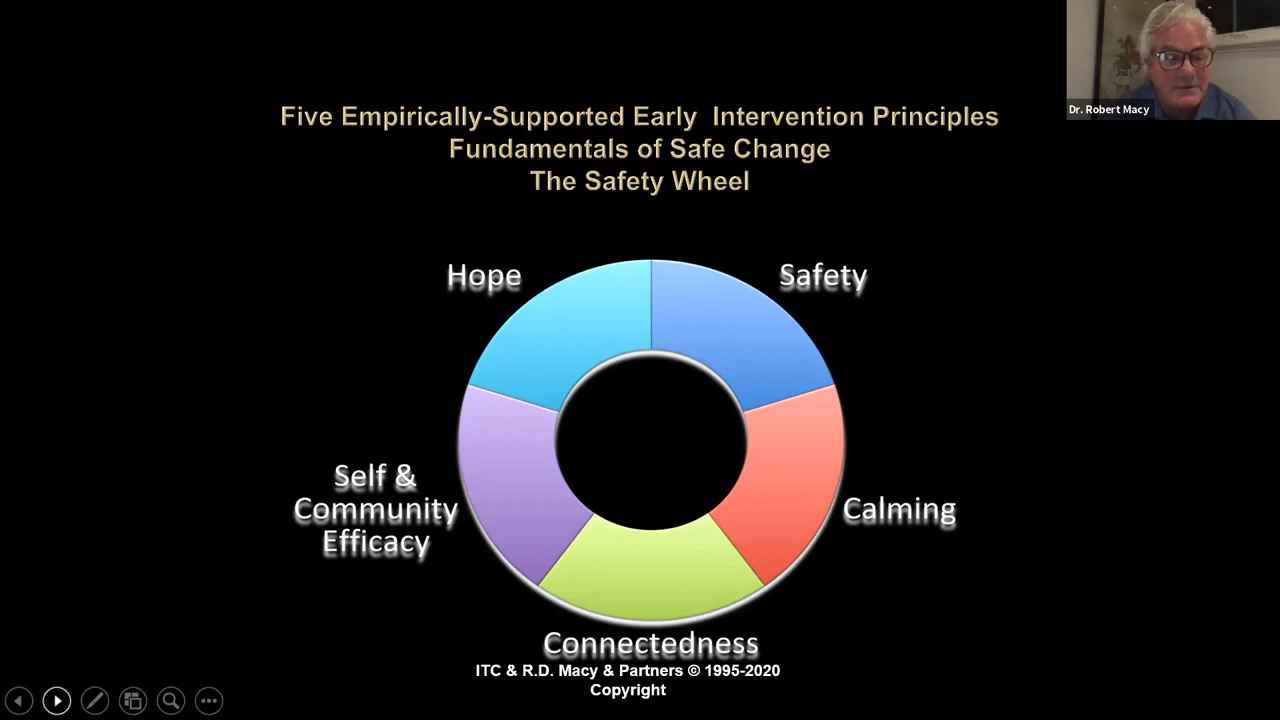 Dr. Robert Macy
Five Empirically-Supported Early Intervention Principles
Fundamentals of Safe Change
The Safety Wheel
Hope
Safety
Self &
Community
Efficacy
Calming
Connectedness
ITC & R.D. Macy & Partners © 1995-2020
Copyright